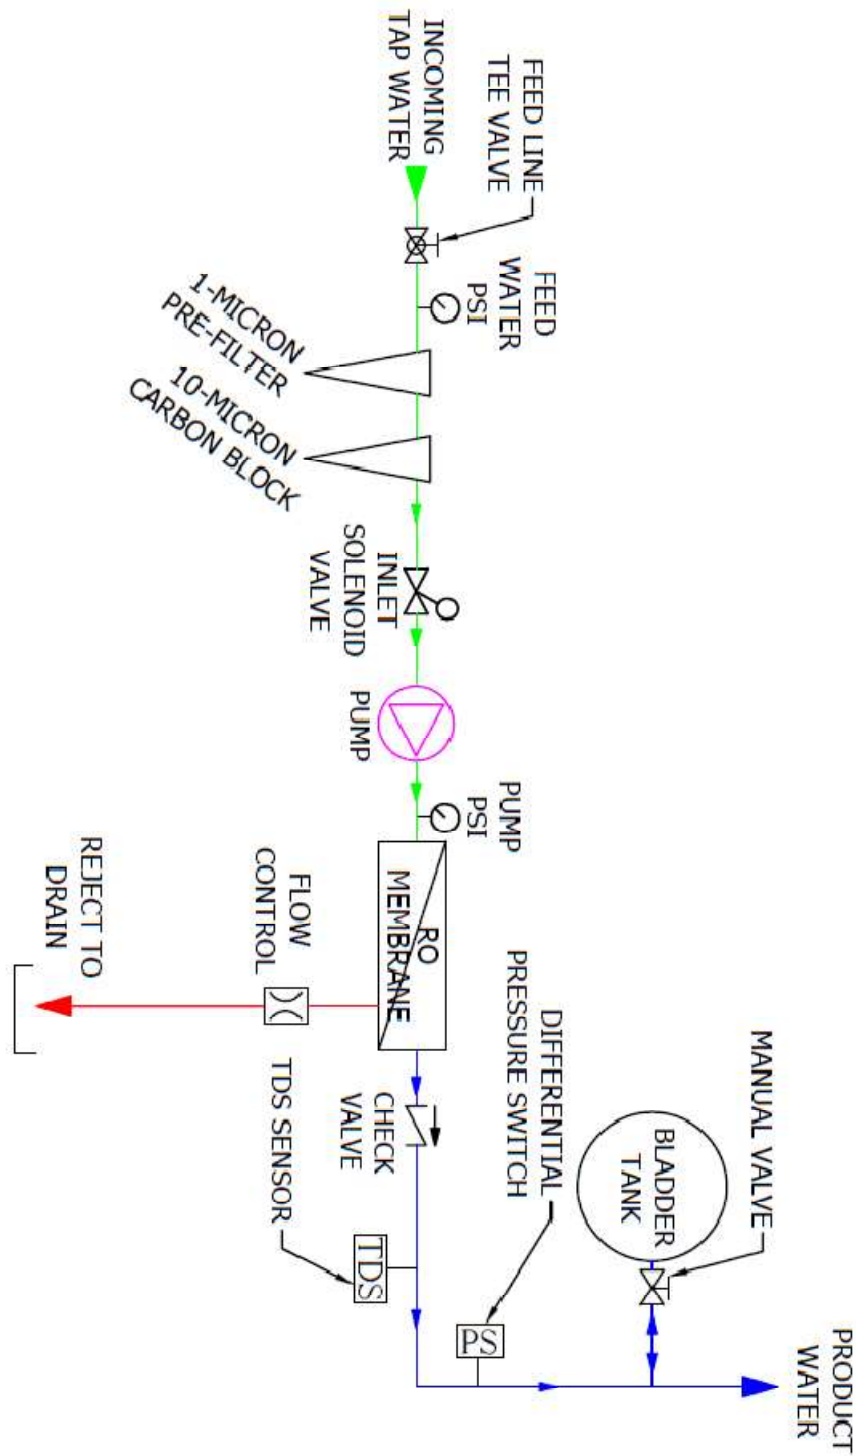 INCOMING
TAP WATER
FEED LINE
TEE VALVE
FEED
WATER
PSI
1-MICRON
PRE-FILTER
10-MICRON
CARBON BLOCK
INLET
SOLENOID
VALVE
PUMP
PUMP
PSI
RO
MEMBRANE
FLOW
CONTROL
REJECT TO
DRAIN
CHECK
VALVE
TDS SENSOR
TDS
DIFFERENTIAL
PRESSURE SWITCH
PS
BLADDER
TANK
MANUAL VALVE
PRODUCT
WATER